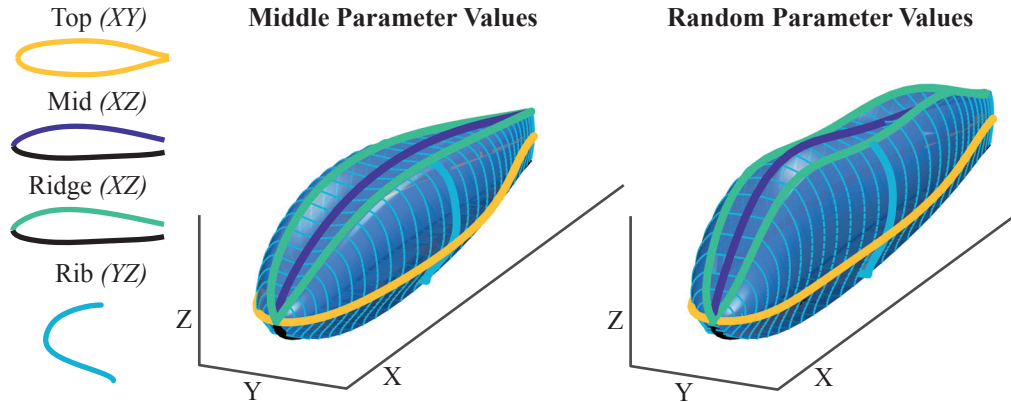 Top (XY)
Mid (XZ)
Ridge (XZ)
Rib (YZ)
Middle Parameter Values
Z
Y
X
Random Parameter Values
Z
Y
X